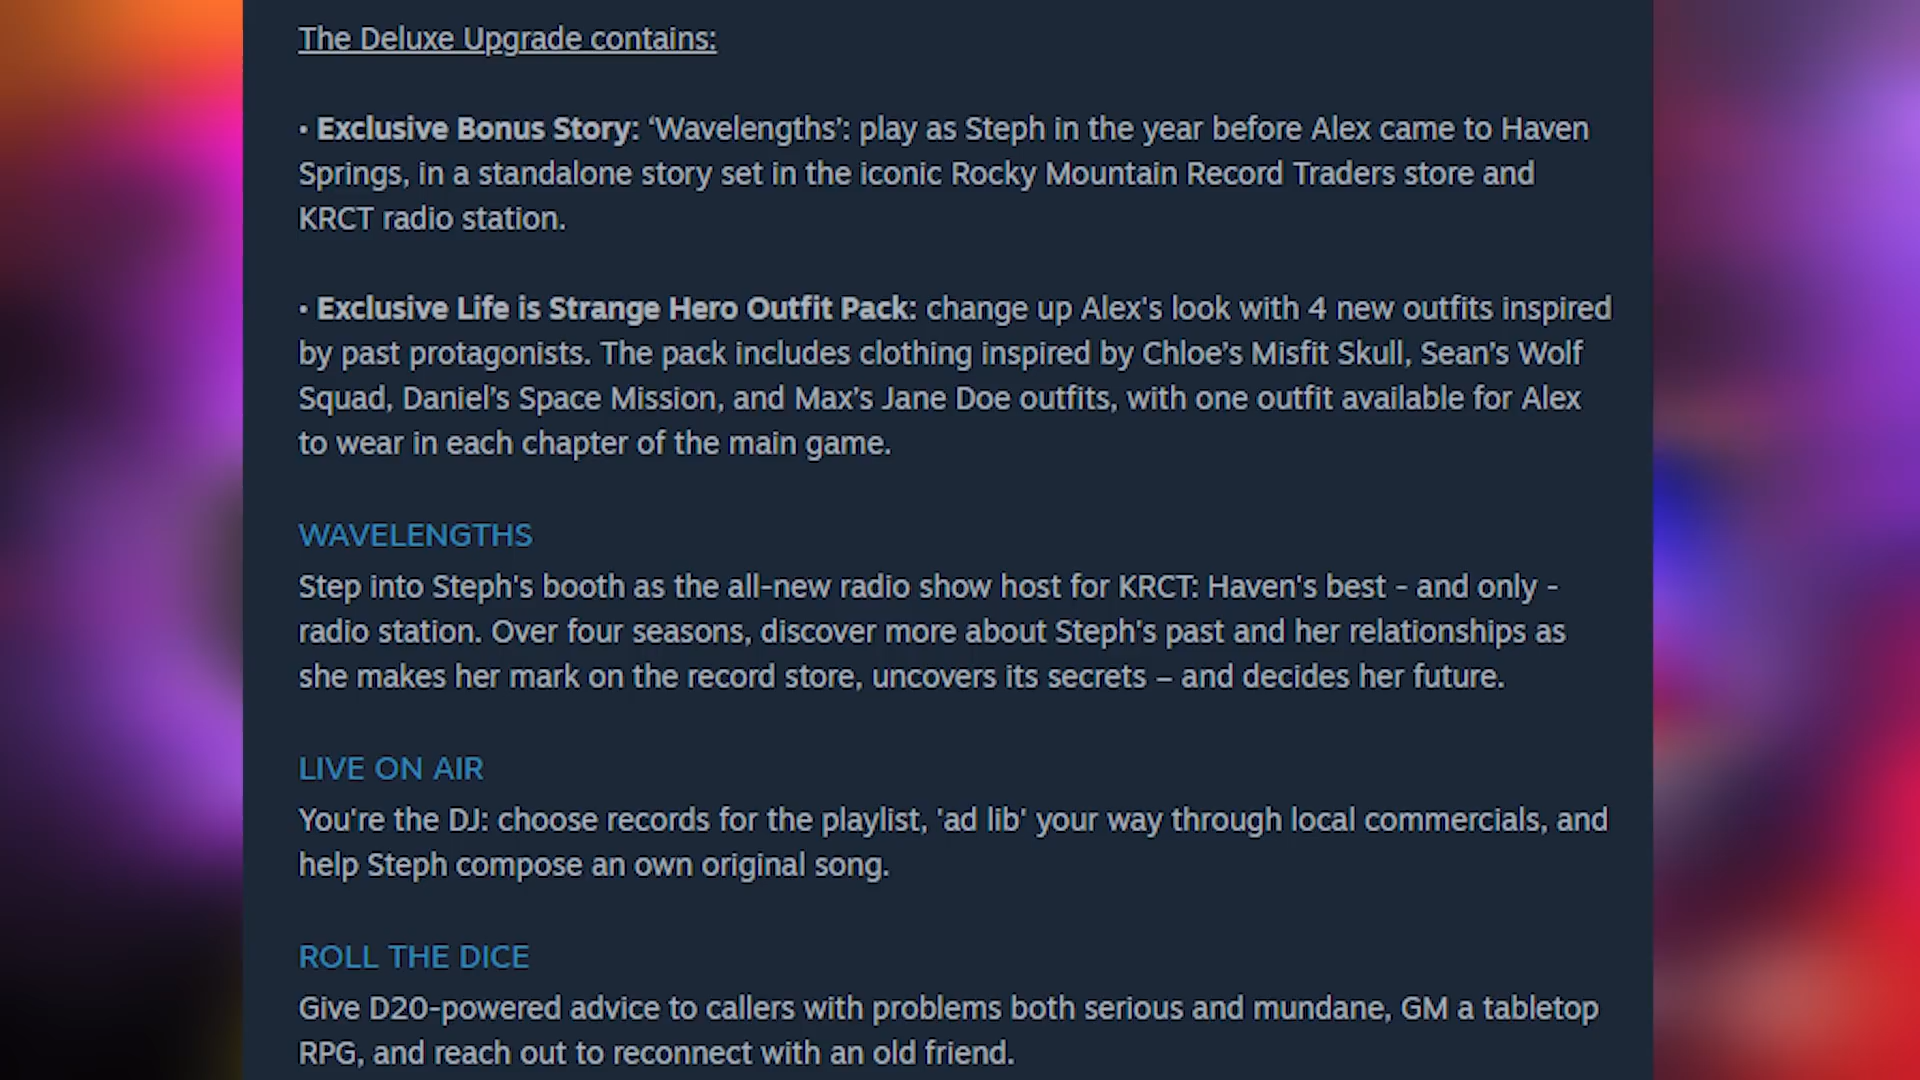 The Deluxe Upgrade contains:
• Exclusive Bonus Story: ‘Wavelengths’: play as Steph in the year before Alex came to Haven
Springs, in a standalone story set in the iconic Rocky Mountain Record Traders store and
KRCT radio station.
• Exclusive Life is Strange Hero Outfit Pack: change up Alex's look with 4 new outfits inspired
by past protagonists. The pack includes clothing inspired by Chloe’s Misfit Skull, Sean’s Wolf
Squad, Daniel’s Space Mission, and Max’s Jane Doe outfits, with one outfit available for Alex
to wear in each chapter of the main game.
WAVELENGTHS
Step into Steph's booth as the all-new radio show host for KRCT: Haven's best - and only -
radio station. Over four seasons, discover more about Steph's past and her relationships as
she makes her mark on the record store, uncovers its secrets – and decides her future.
LIVE ON AIR
You're the DJ: choose records for the playlist, 'ad lib' your way through local commercials, and
help Steph compose an own original song.
ROLL THE DICE
Give D20-powered advice to callers with problems both serious and mundane, GM a tabletop
RPG, and reach out to reconnect with an old friend.